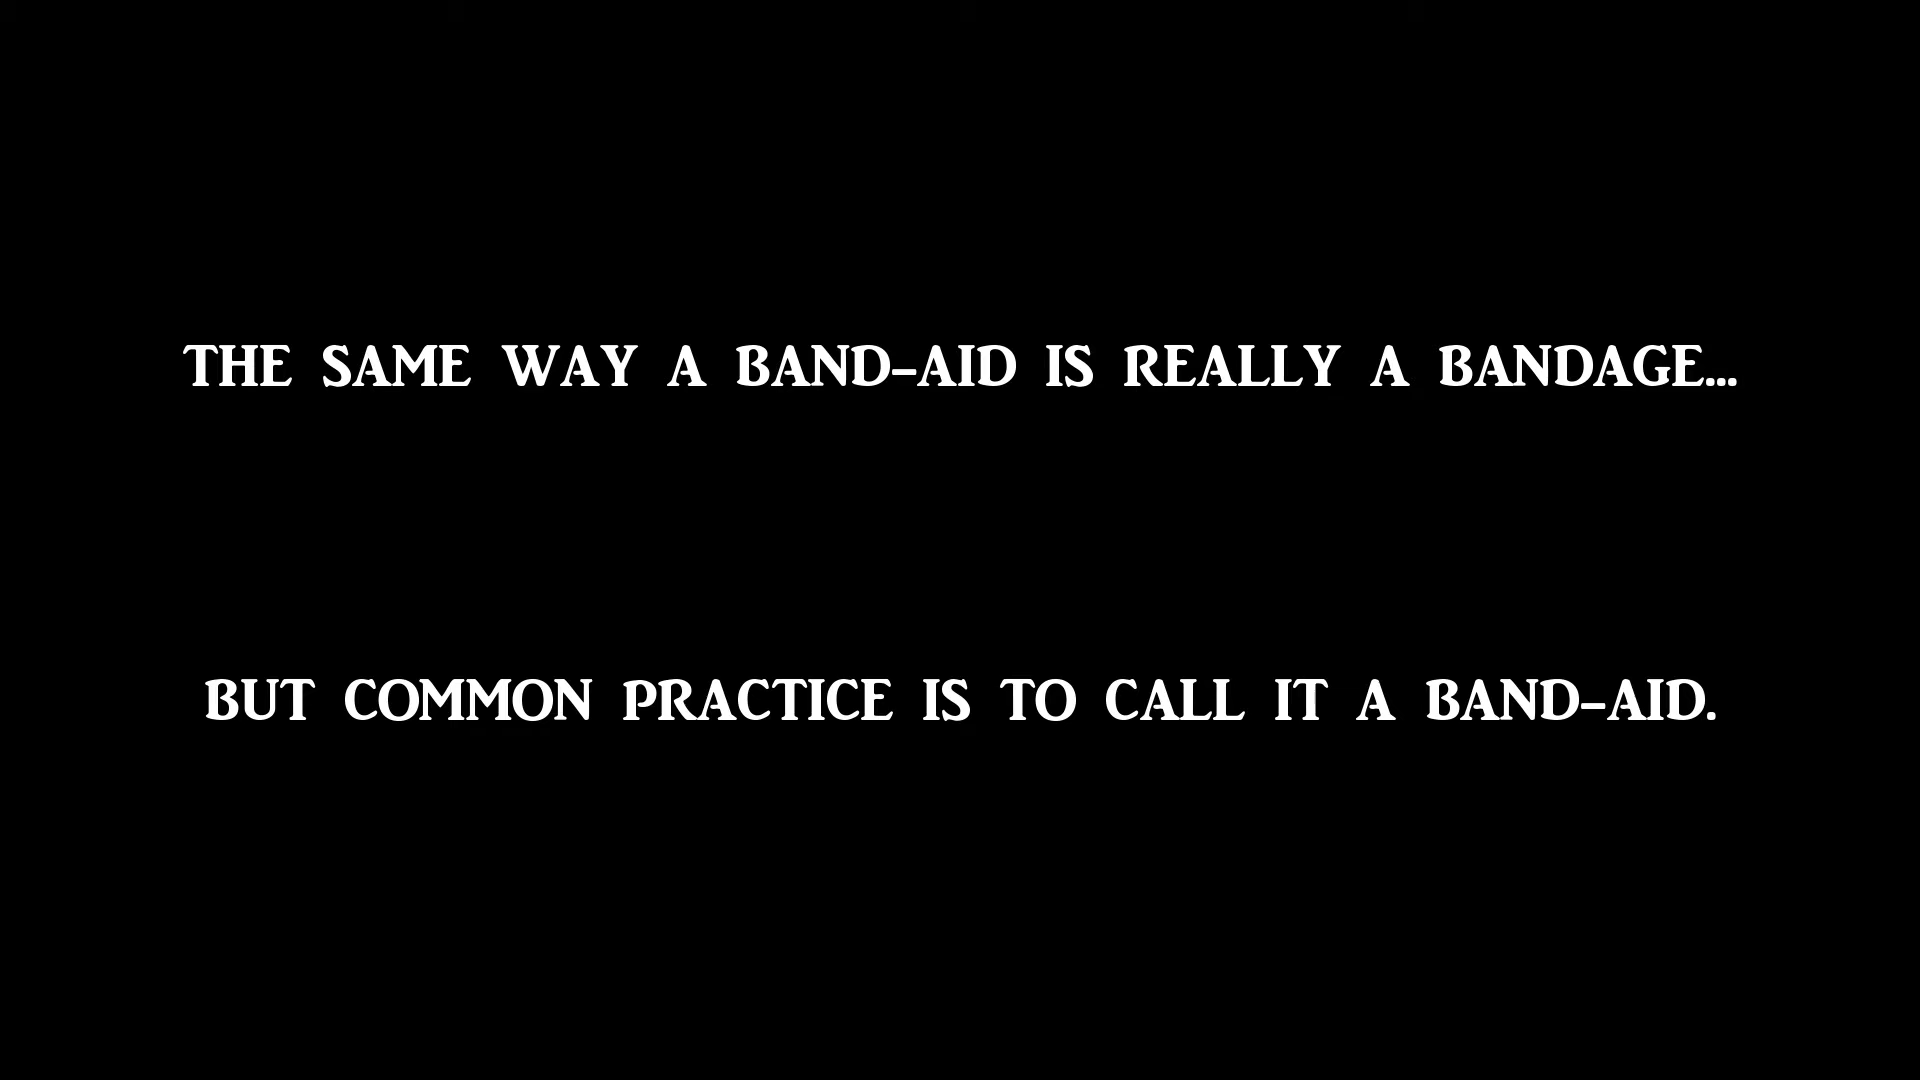 THE SAME WAY A BAND-AID IS REALLY A BANDAGE...
BUT COMMON PRACTICE IS TO CALL IT A BAND-AID.